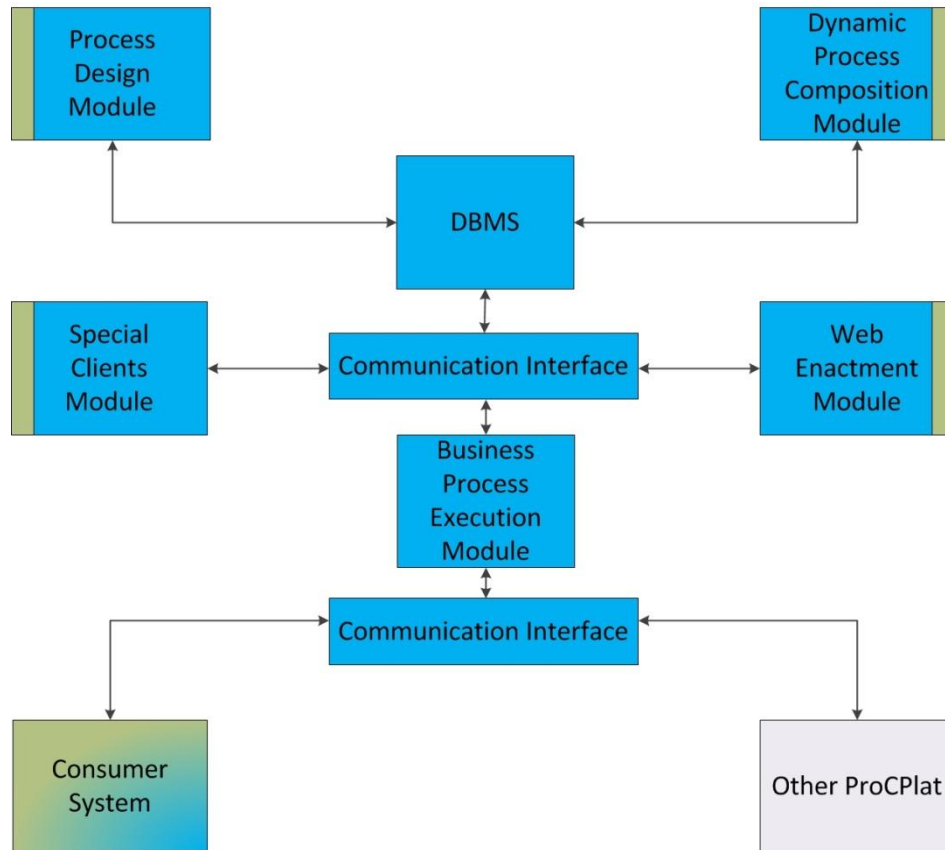 Process
Design
Module
Dynamic
Process
Composition
Module
DBMS
Special
Clients
Module
Communication Interface
Web
Enactment
Module
Business
Process
Execution
Module
Communication Interface
Consumer
System
Other ProCPlat